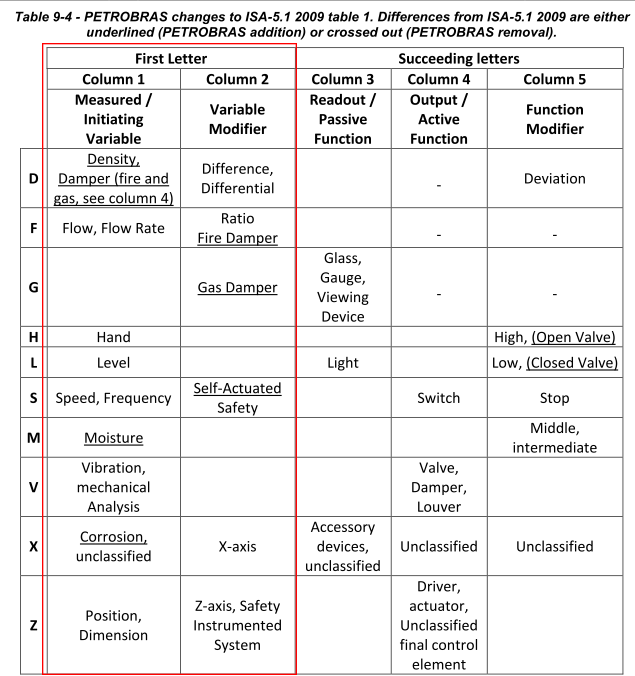 Table 9-4 - PETROBRAS changes to ISA-5.1 2009 table 1. Differences from ISA-5.1 2009 are either
underlined (PETROBRAS addition) or crossed out (PETROBRAS removal).
First Letter Succeeding letters
Column 1 Column 2 Column 3 Column 4 Column 5
Measured /
Initiating
Variable
Variable
Modifier
Readout /
Passive
Function
Output /
Active
Function
Function
Modifier
D
Density,
Damper (fire and
gas, see column 4)
Difference,
Differential
-
Deviation
F
Flow, Flow Rate
Ratio
Fire Damper
-
-
G
Gas Damper
Glass,
Gauge,
Viewing
Device
-
-
H
Hand
High, (Open Valve)
L
Level
Light
Low, (Closed Valve)
S
Speed, Frequency
Self-Actuated
Safety
Switch
Stop
M
Moisture
Middle,
intermediate
V
Vibration,
mechanical
Analysis
Valve,
Damper,
Louver
X
Corrosion,
unclassified
X-axis
Accessory
devices,
unclassified
Unclassified
Unclassified
Z
Position,
Dimension
Z-axis, Safety
Instrumented
System
Driver,
actuator,
Unclassified
final control
element